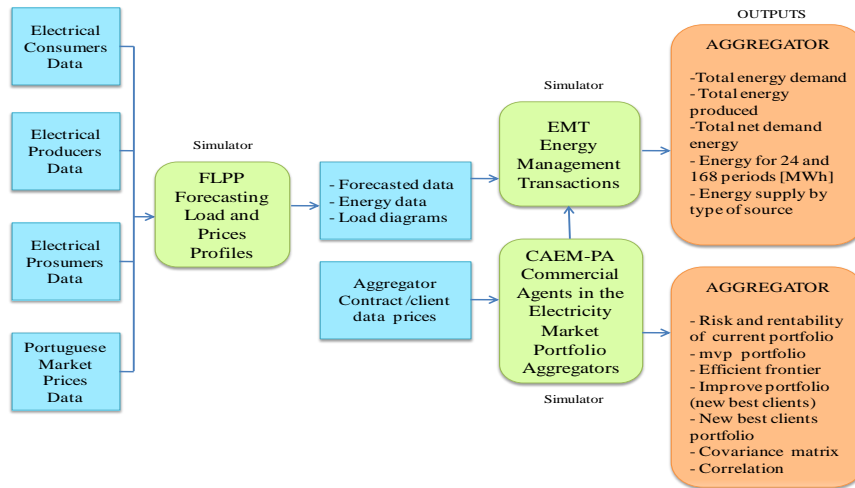 Electrical
Consumers
Data
Electrical
Producers
Data
Electrical
Prosumers
Data
Portuguese
Market
Prices
Data
Simulator
FLPP
Forecasting
Load and
Prices
Profiles
- Forecasted data
- Energy data
- Load diagrams
Aggregator
Contract /client
data prices
Simulator
EMT
Energy
Management
Transactions
CAEM-PA
Commercial
Agents in the
Electricity
Market
Portfolio
Aggregators
Simulator
OUTPUTS
AGGREGATOR
-Total energy demand
- Total energy
produced
-Total net demand
energy
- Energy for 24 and
168 periods [MWh]
- Energy supply by
type of source
AGGREGATOR
- Risk and rentability
of current portfolio
- mvp portfolio
- Efficient frontier
- Improve portfolio
(new best clients)
- New best clients
portfolio
- Covariance matrix
- Correlation